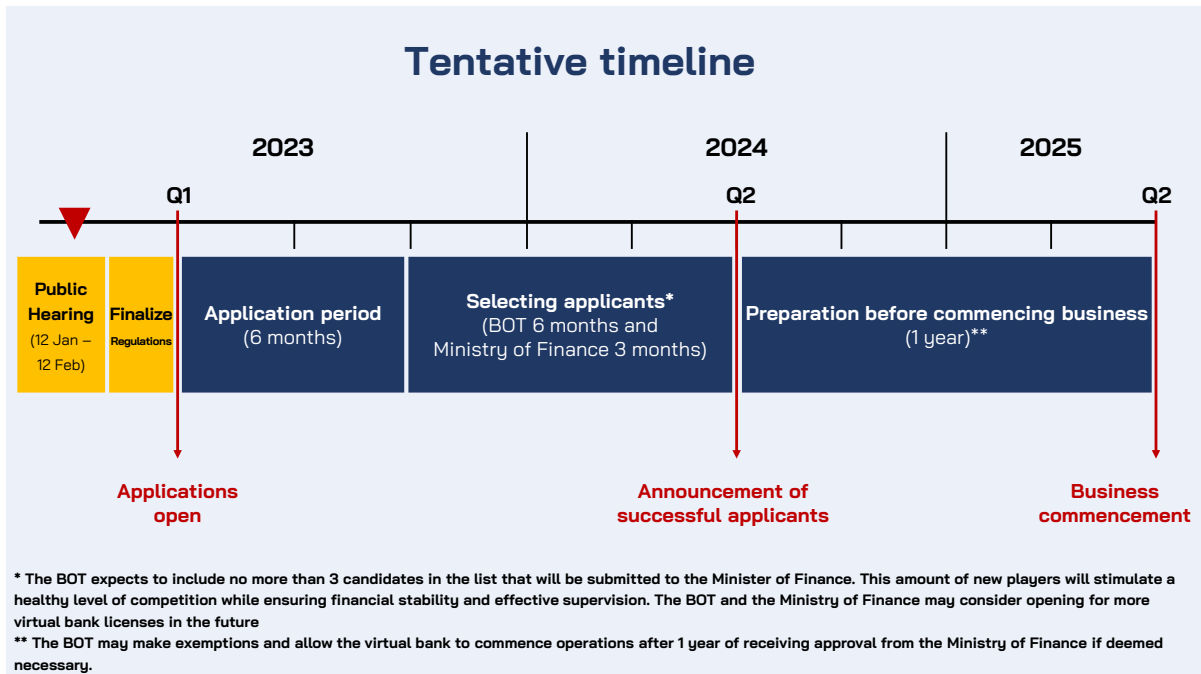 Tentative timeline
2023
2024
2025
Q1
Q2
Q2
Public
Hearing
(12 Jan –
12 Feb)
Finalize
Regulations
Application period
(6 months)
Selecting applicants*
(BOT 6 months and
Ministry of Finance 3 months)
Preparation before commencing business
(1 year)**
Applications
open
Announcement of
successful applicants
Business
commencement
* The BOT expects to include no more than 3 candidates in the list that will be submitted to the Minister of Finance. This amount of new players will stimulate a
healthy level of competition while ensuring financial stability and effective supervision. The BOT and the Ministry of Finance may consider opening for more
virtual bank licenses in the future
** The BOT may make exemptions and allow the virtual bank to commence operations after 1 year of receiving approval from the Ministry of Finance if deemed
necessary.